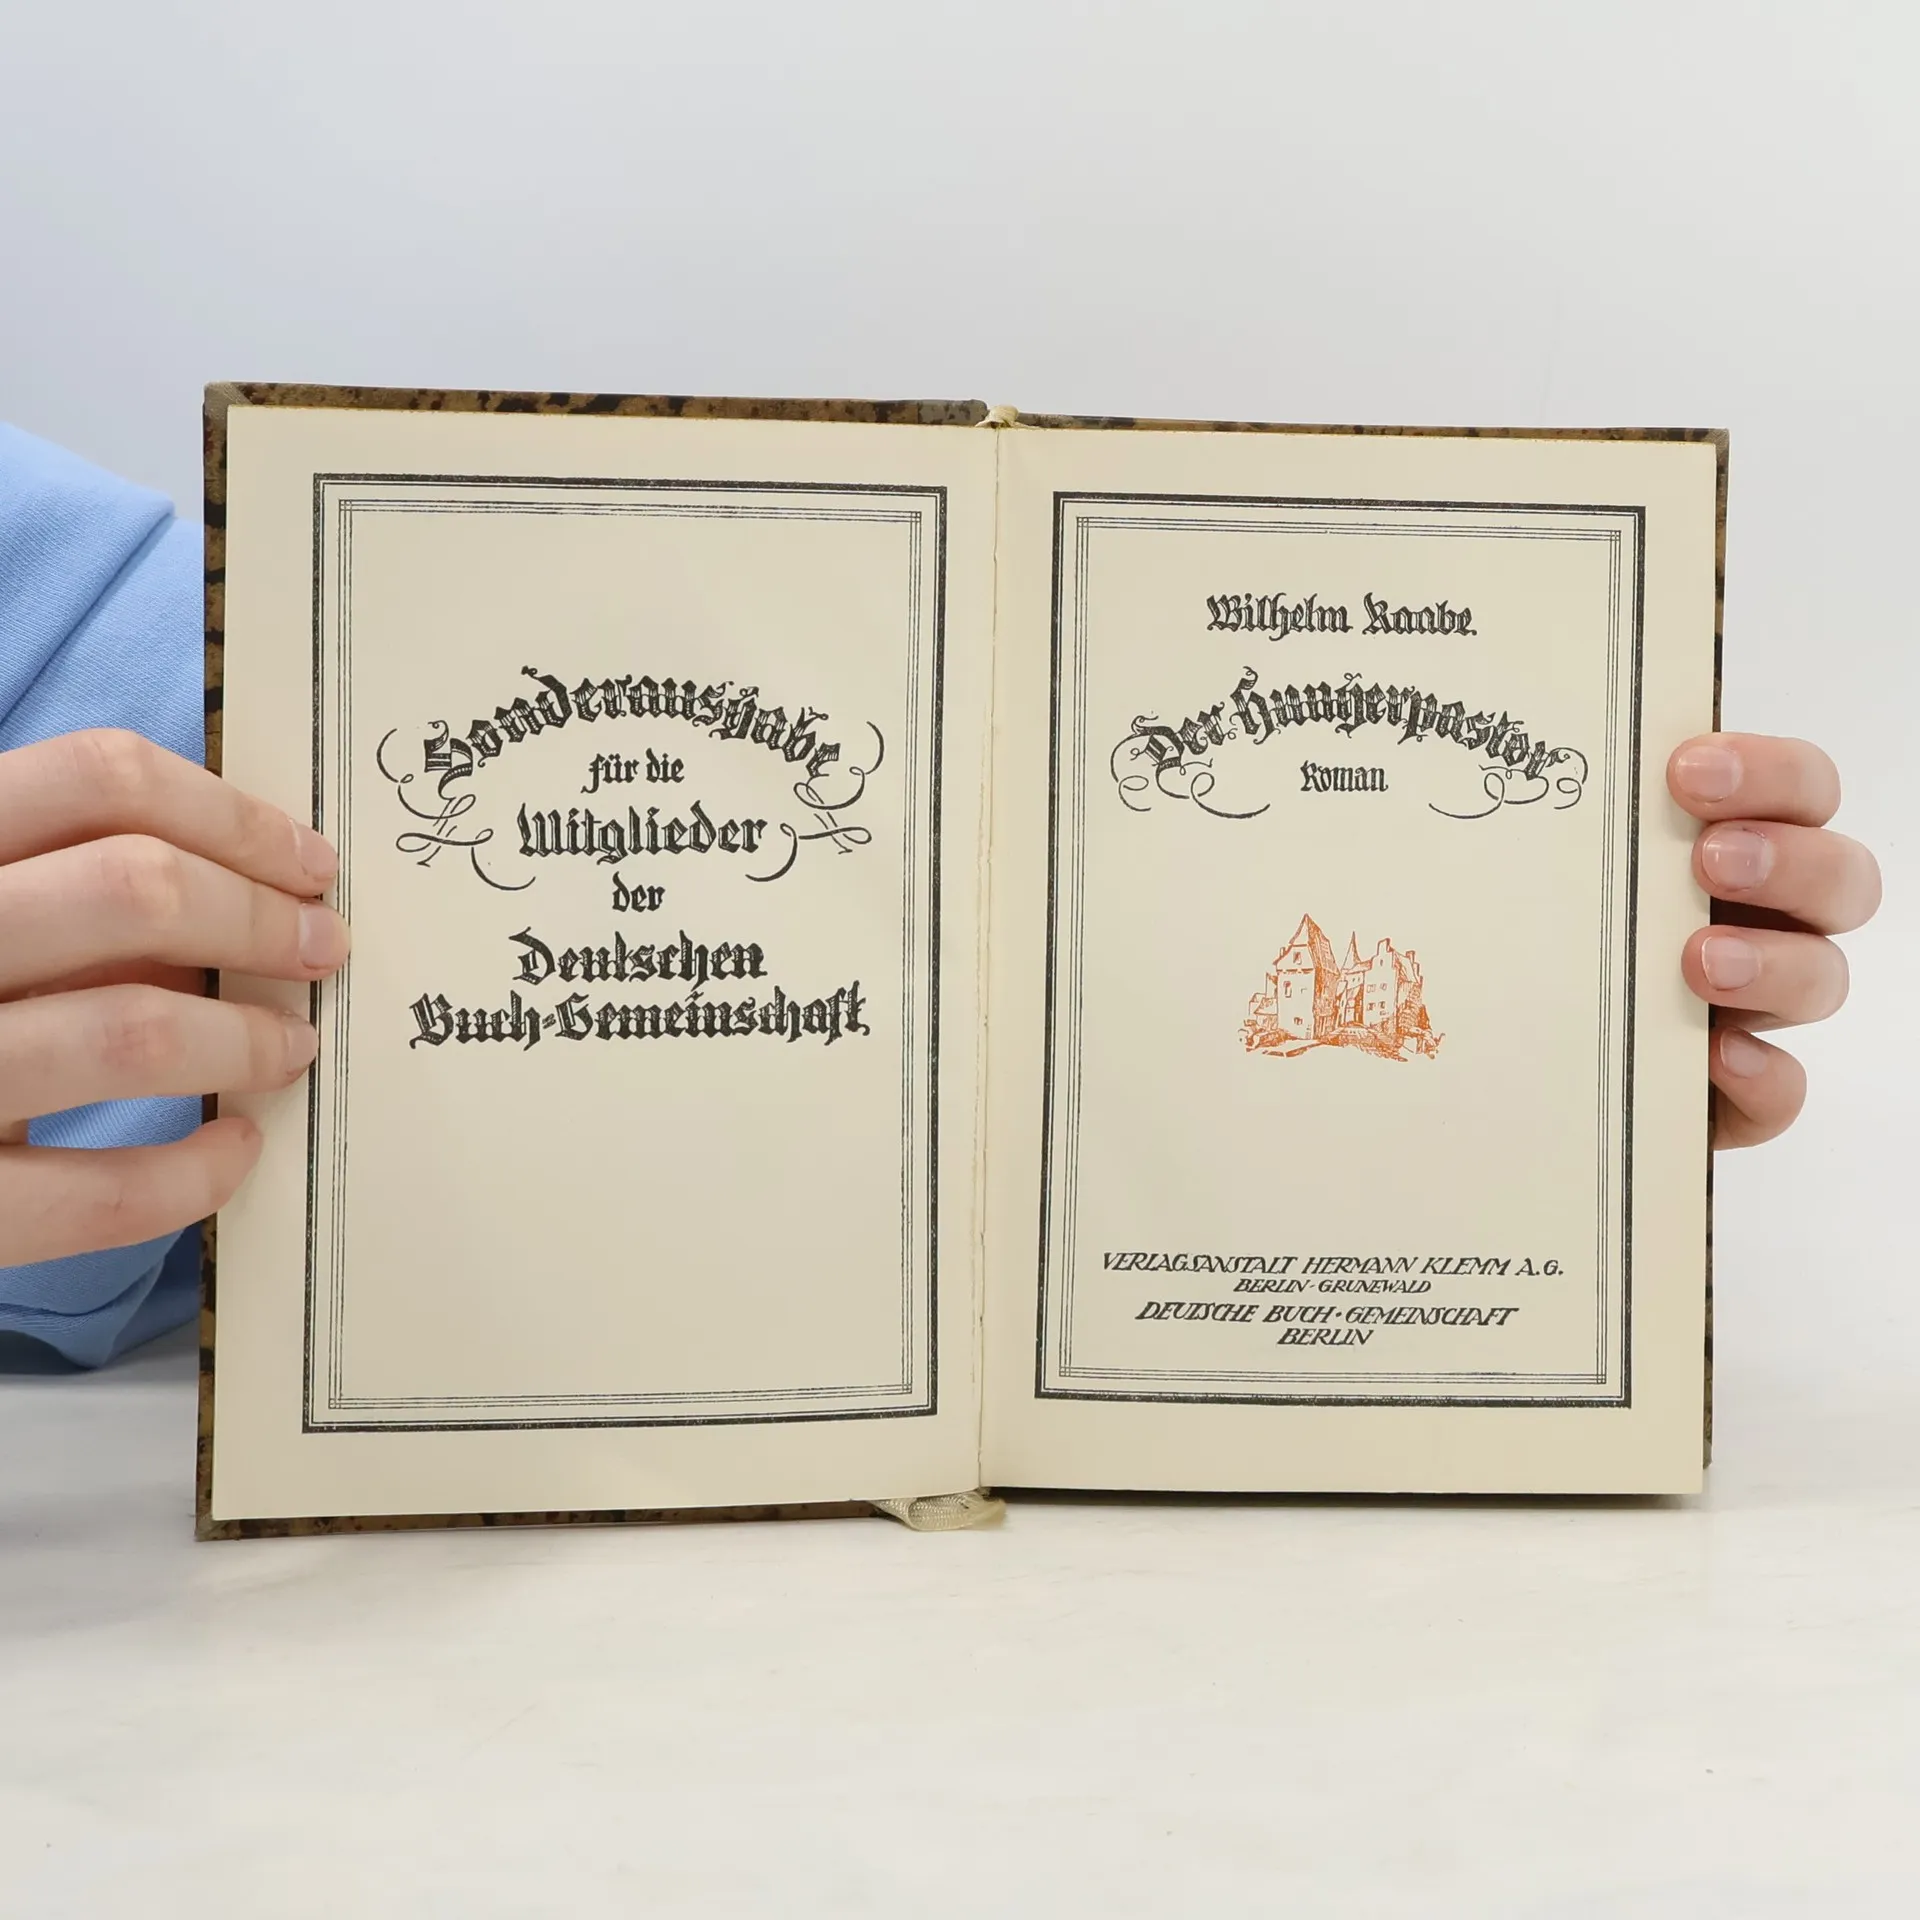 Sonderausgabe
für die
Mitglieder
der
Deutschen
Buch=Gemeinschaft
Wilhelm Raabe
Der Hungerpastor
Roman
VERLAGSANSTALT HERMANN KLEMM A.G.
BERLIN-GRUNEWALD
DEUTSCHE BUCH-GEMEINSCHAFT
BERLIN